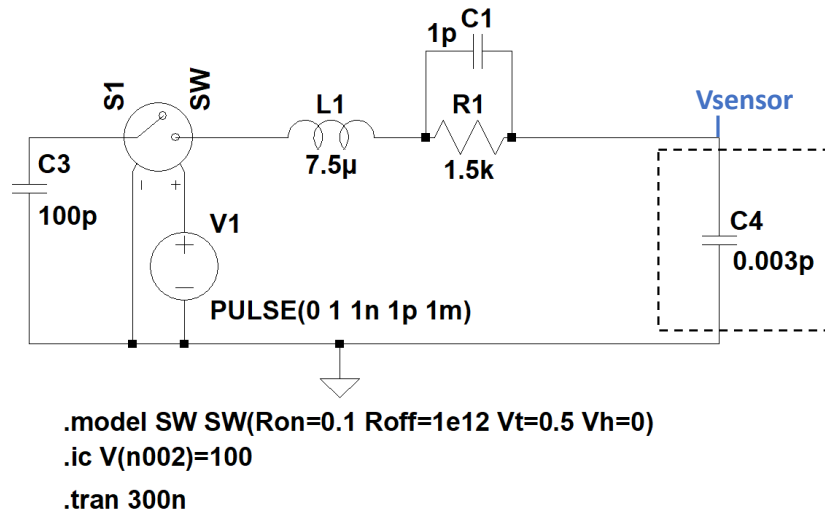 C1
1p
S1
SW
L1
7.5µ
R1
1.5k
Vsensor
C3
100p
V1
PULSE(0 1 1n 1p 1m)
C4
0.003p
.model SW SW(Ron=0.1 Roff=1e12 Vt=0.5 Vh=0)
.ic V(n002)=100
.tran 300n